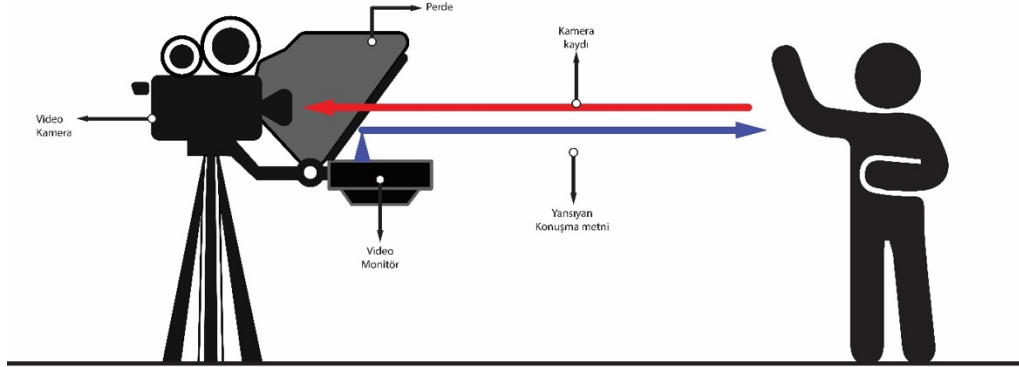 Perde
Kamera
kaydı
Video
Kamera
Yansıyan
Konuşma metni
Video
Monitör